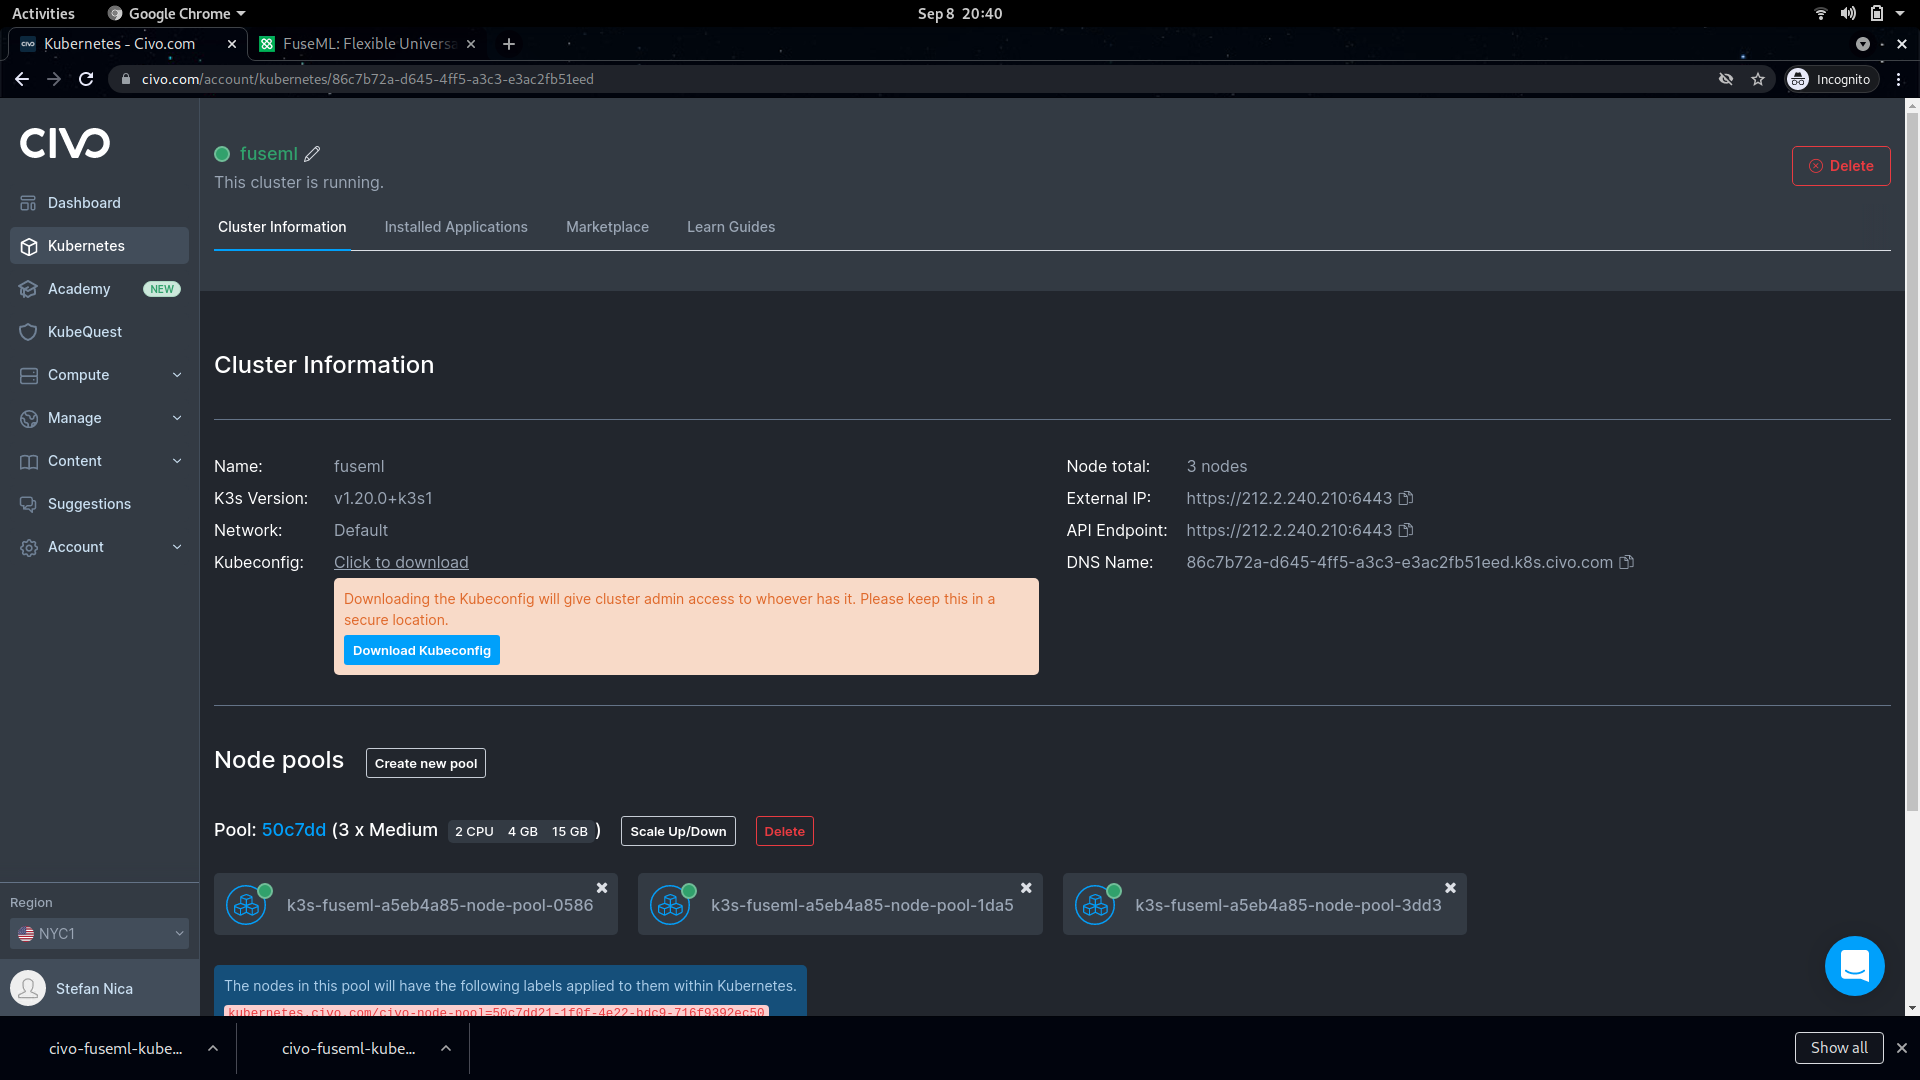 Activities
Google Chrome
Sep 8 20:40
Kubernetes - Civo.com
FuseML: Flexible Universa
civo.com/account/kubernetes/86c7b72a-d645-4ff5-a3c3-e3ac2fb51eed
Incognito
CIVO
Dashboard
Kubernetes
Academy NEW
KubeQuest
Compute
Manage
Content
Suggestions
Account
Region
NYC1
Stefan Nica
fuseml
This cluster is running.
Delete
Cluster Information
Installed Applications
Marketplace
Learn Guides
Cluster Information
Name: fuseml
K3s Version: v1.20.0+k3s1
Network: Default
Kubeconfig: Click to download
Downloading the Kubeconfig will give cluster admin access to whoever has it. Please keep this in a
secure location.
Download Kubeconfig
Node total: 3 nodes
External IP: https://212.2.240.210:6443
API Endpoint: https://212.2.240.210:6443
DNS Name: 86c7b72a-d645-4ff5-a3c3-e3ac2fb51eed.k8s.civo.com
Node pools
Create new pool
Pool: 50c7dd (3 x Medium 2 CPU 4 GB 15 GB )
Scale Up/Down
Delete
k3s-fuseml-a5eb4a85-node-pool-0586
k3s-fuseml-a5eb4a85-node-pool-1da5
k3s-fuseml-a5eb4a85-node-pool-3dd3
The nodes in this pool will have the following labels applied to them within Kubernetes.
kubernetes.civo.com/civo-node-pool=50c7dd21-1f0f-4e22-bdc9-716f9392ec50
civo-fuseml-kube...
civo-fuseml-kube...
Show all